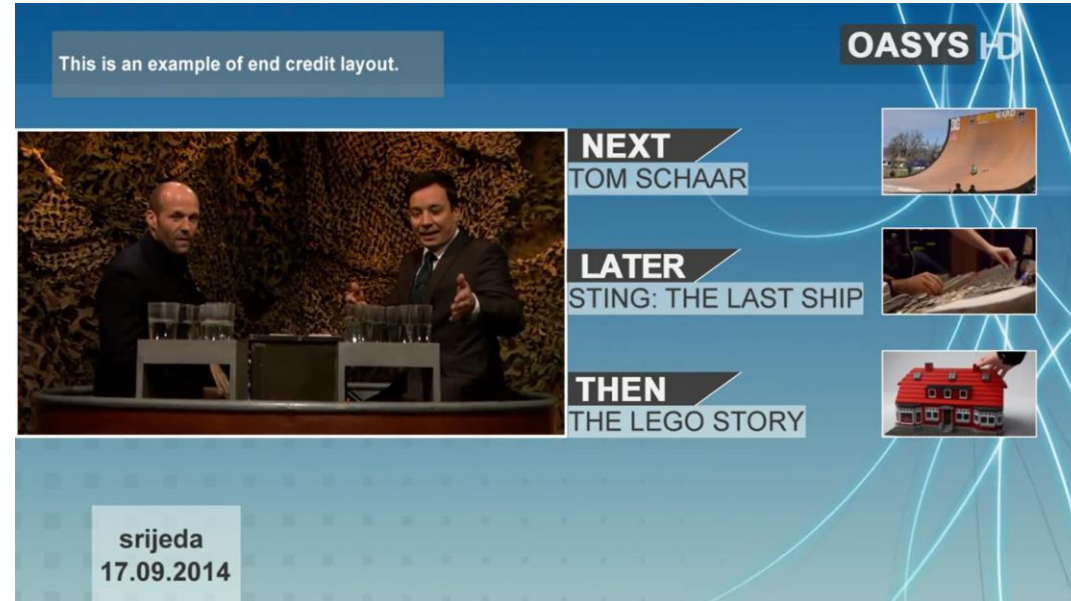 This is an example of end credit layout.
OASYS HD
NEXT
TOM SCHAAR
LATER
STING: THE LAST SHIP
THEN
THE LEGO STORY
srijeda
17.09.2014